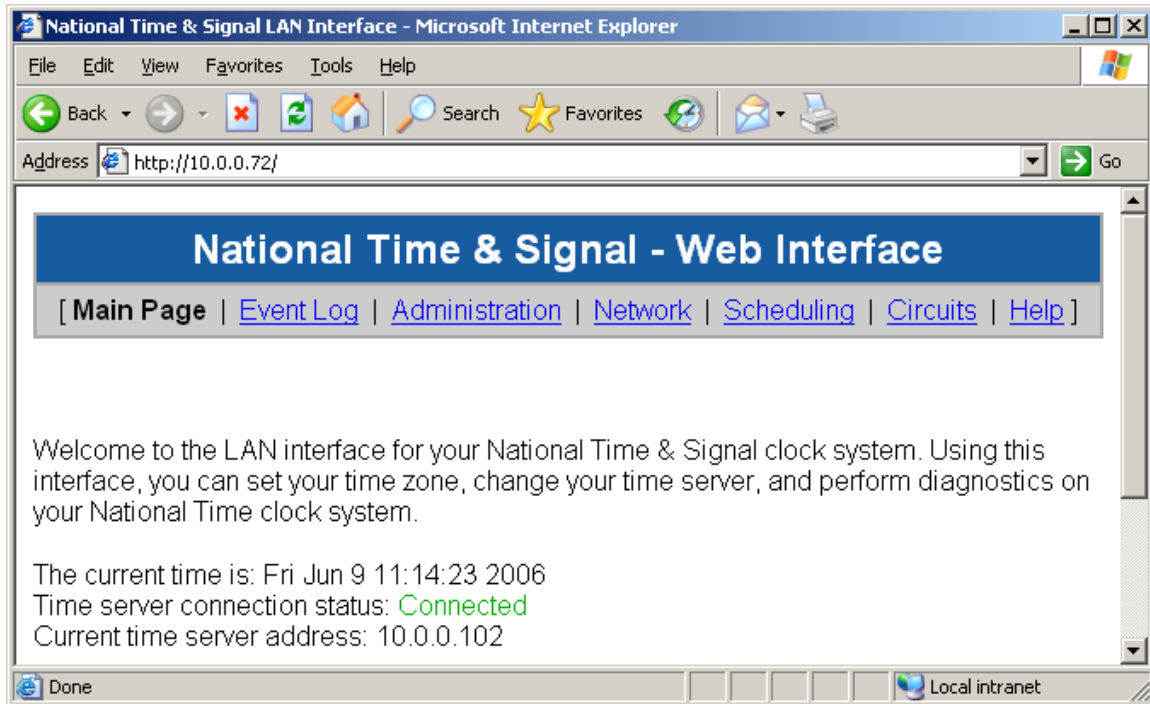 National Time & Signal LAN Interface - Microsoft Internet Explorer
File Edit View Favorites Tools Help
Back Search Favorites
Address http://10.0.0.72/ Go
National Time & Signal - Web Interface
[ Main Page | Event Log | Administration | Network | Scheduling | Circuits | Help ]
Welcome to the LAN interface for your National Time & Signal clock system. Using this
interface, you can set your time zone, change your time server, and perform diagnostics on
your National Time clock system.
The current time is: Fri Jun 9 11:14:23 2006
Time server connection status: Connected
Current time server address: 10.0.0.102
Done Local intranet